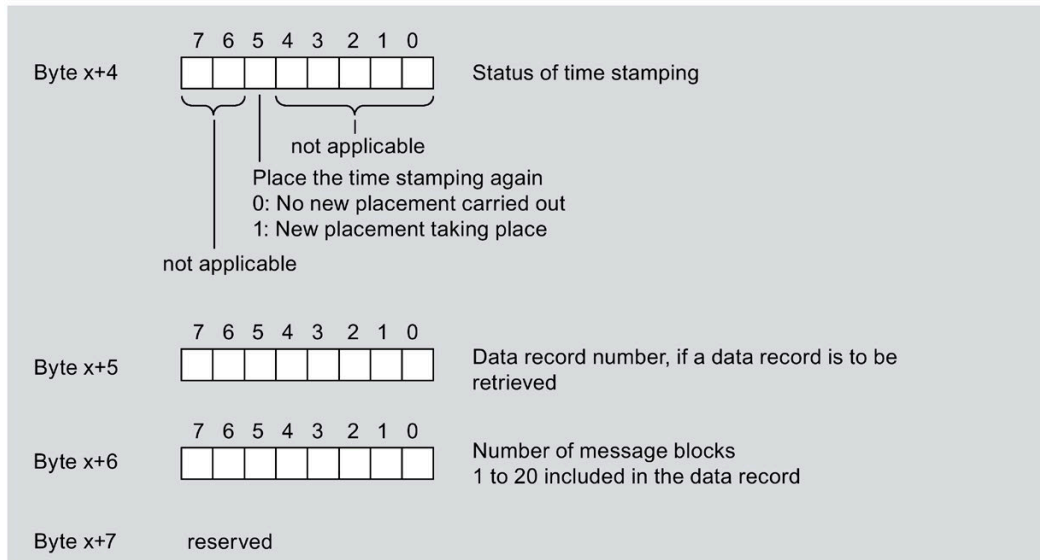 7 6 5 4 3 2 1 0
Byte x+4
Status of time stamping
not applicable
Place the time stamping again
0: No new placement carried out
1: New placement taking place
not applicable
7 6 5 4 3 2 1 0
Byte x+5
Data record number, if a data record is to be
retrieved
7 6 5 4 3 2 1 0
Byte x+6
Number of message blocks
1 to 20 included in the data record
Byte x+7
reserved